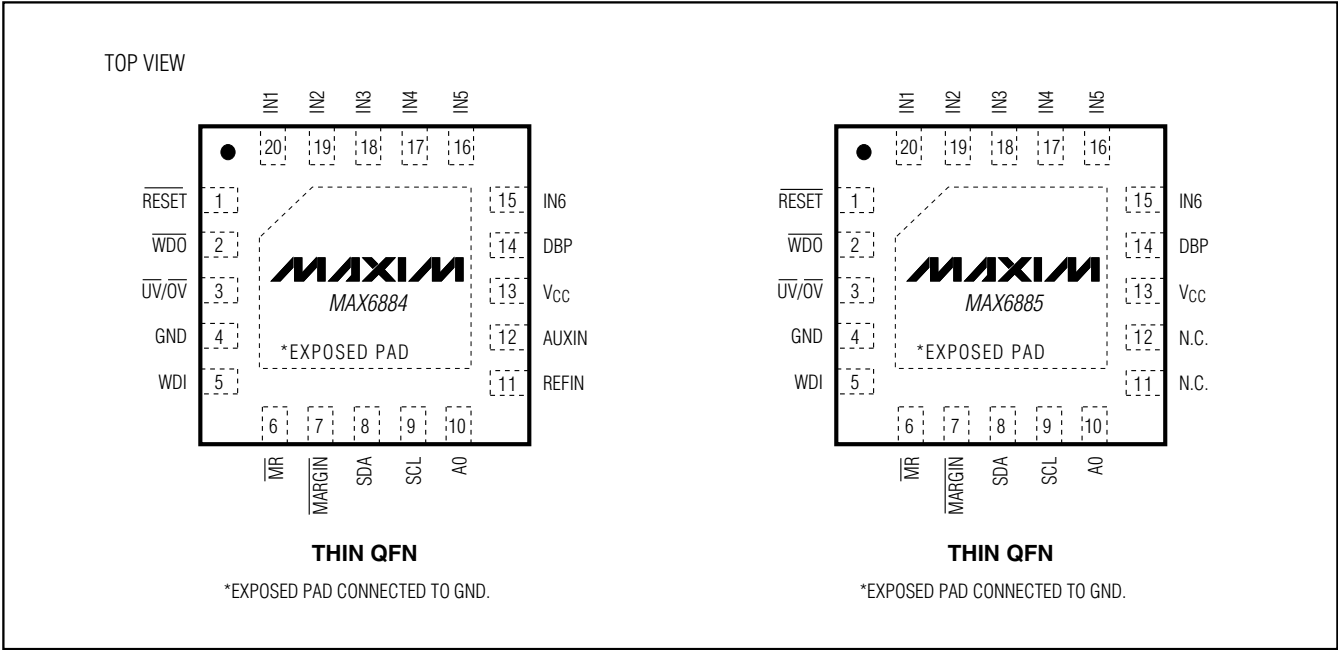 TOP VIEW
IN1 IN2 IN3 IN4 IN5
20 19 18 17 16
RESET 1
WDO 2
UV/OV 3
GND 4
WDI 5
15 IN6
14 DBP
13 VCC
12 AUXIN
11 REFIN
MAXIM
MAX6884
*EXPOSED PAD
6 7 8 9 10
MR MARGIN SDA SCL A0
THIN QFN
*EXPOSED PAD CONNECTED TO GND.
IN1 IN2 IN3 IN4 IN5
20 19 18 17 16
RESET 1
WDO 2
UV/OV 3
GND 4
WDI 5
15 IN6
14 DBP
13 VCC
12 N.C.
11 N.C.
MAXIM
MAX6885
*EXPOSED PAD
6 7 8 9 10
MR MARGIN SDA SCL A0
THIN QFN
*EXPOSED PAD CONNECTED TO GND.